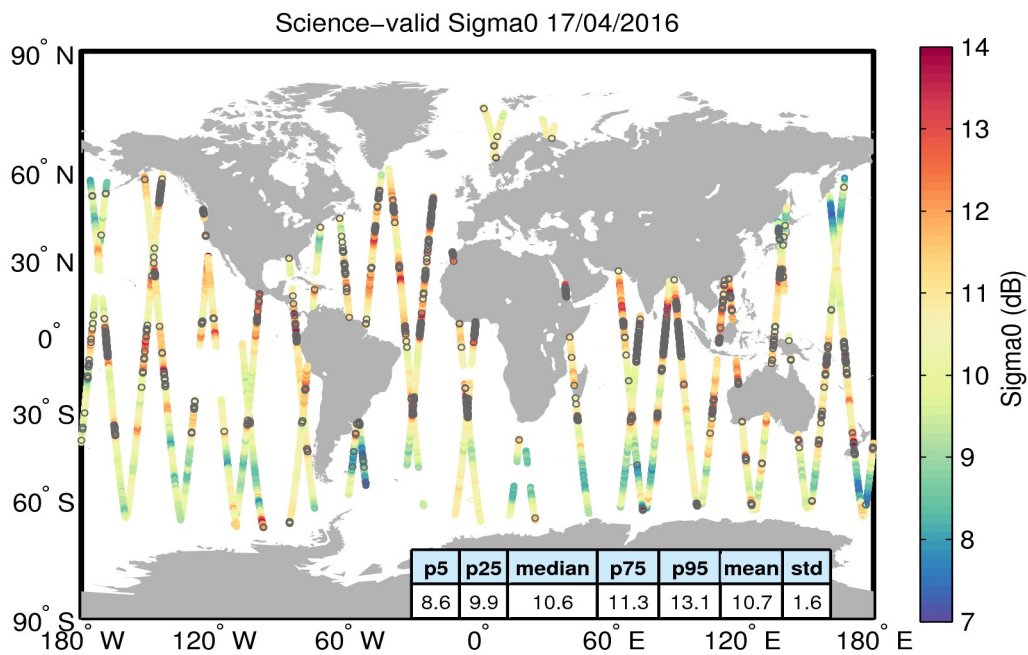 Science−valid Sigma0 17/04/2016
90° N
60° N
30° N
0°
30° S
60° S
90° S
180° W
120° W
60° W
0°
60° E
120° E
180° E
p5 p25 median p75 p95 mean std
8.6 9.9 10.6 11.3 13.1 10.7 1.6
14
13
12
11
10
9
8
7
Sigma0 (dB)